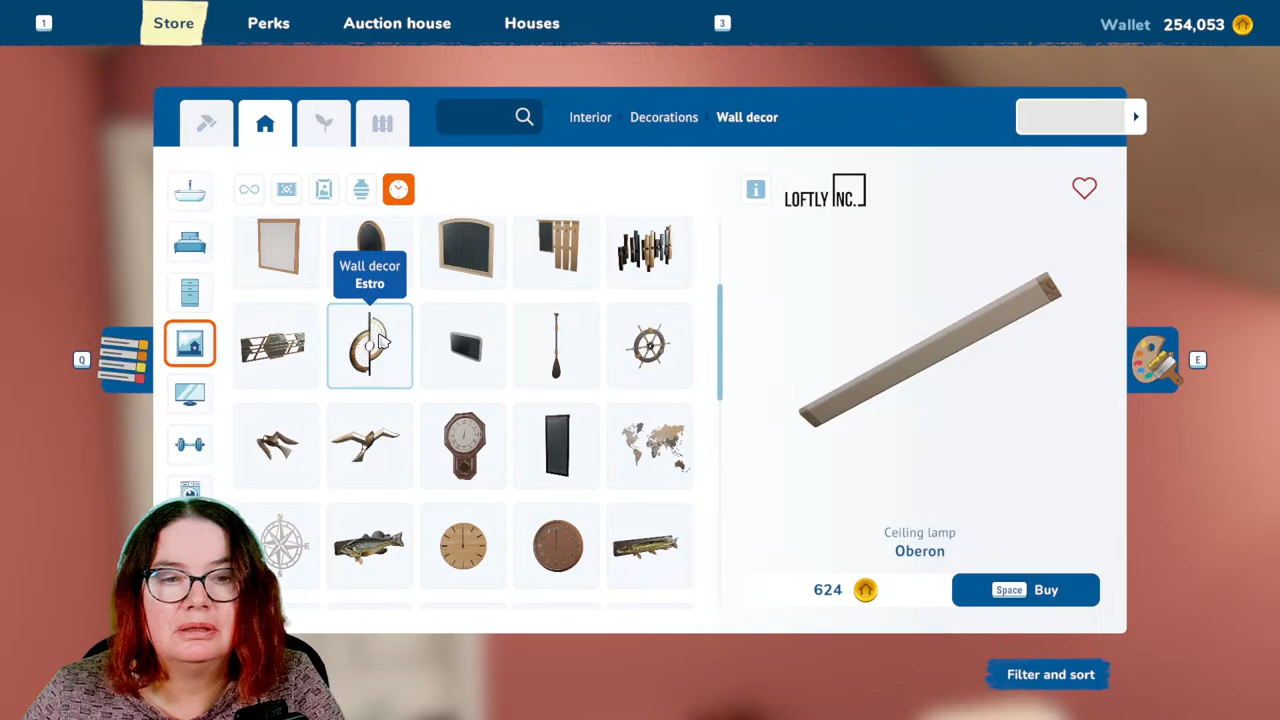 1
Store
Perks
Auction house
Houses
3
Wallet 254,053
Interior
Decorations
Wall decor
LOFTLY INC.
Wall decor
Estro
Q
E
N
E
Ceiling lamp
Oberon
624
Space Buy
Filter and sort